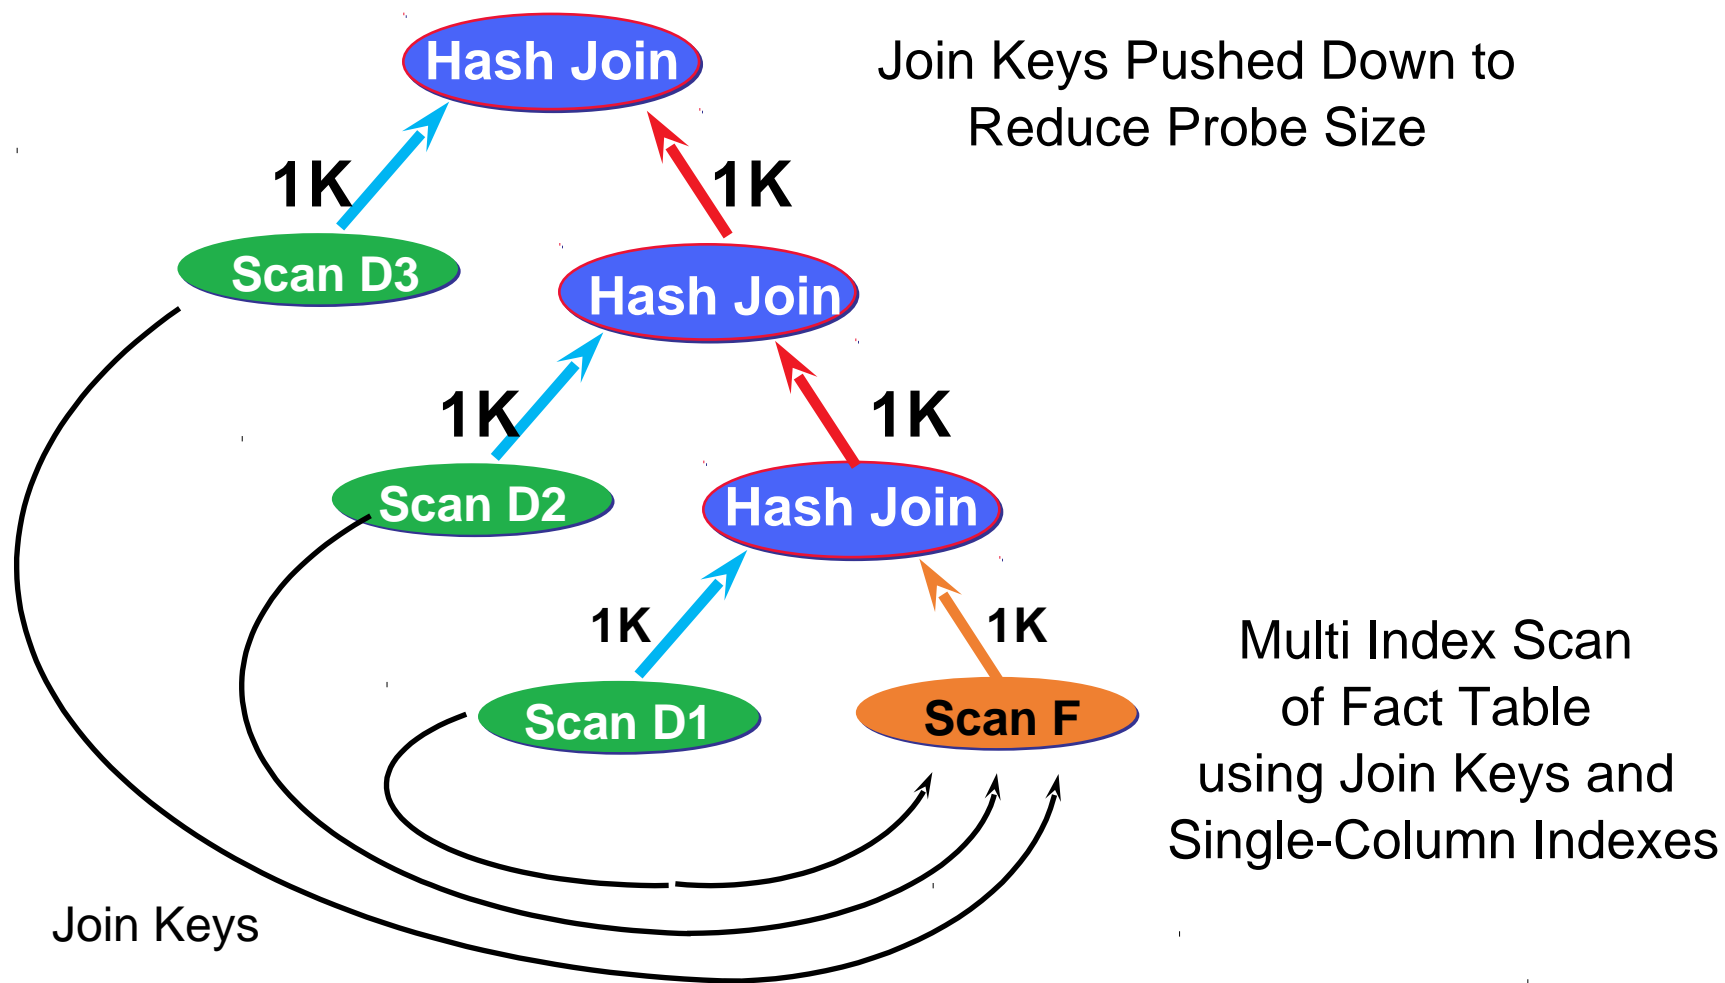 Hash Join
Join Keys Pushed Down to
Reduce Probe Size
1K
1K
Scan D3
Hash Join
1K
1K
Scan D2
Hash Join
1K
1K
Scan D1
Scan F
Multi Index Scan
of Fact Table
using Join Keys and
Single-Column Indexes
Join Keys